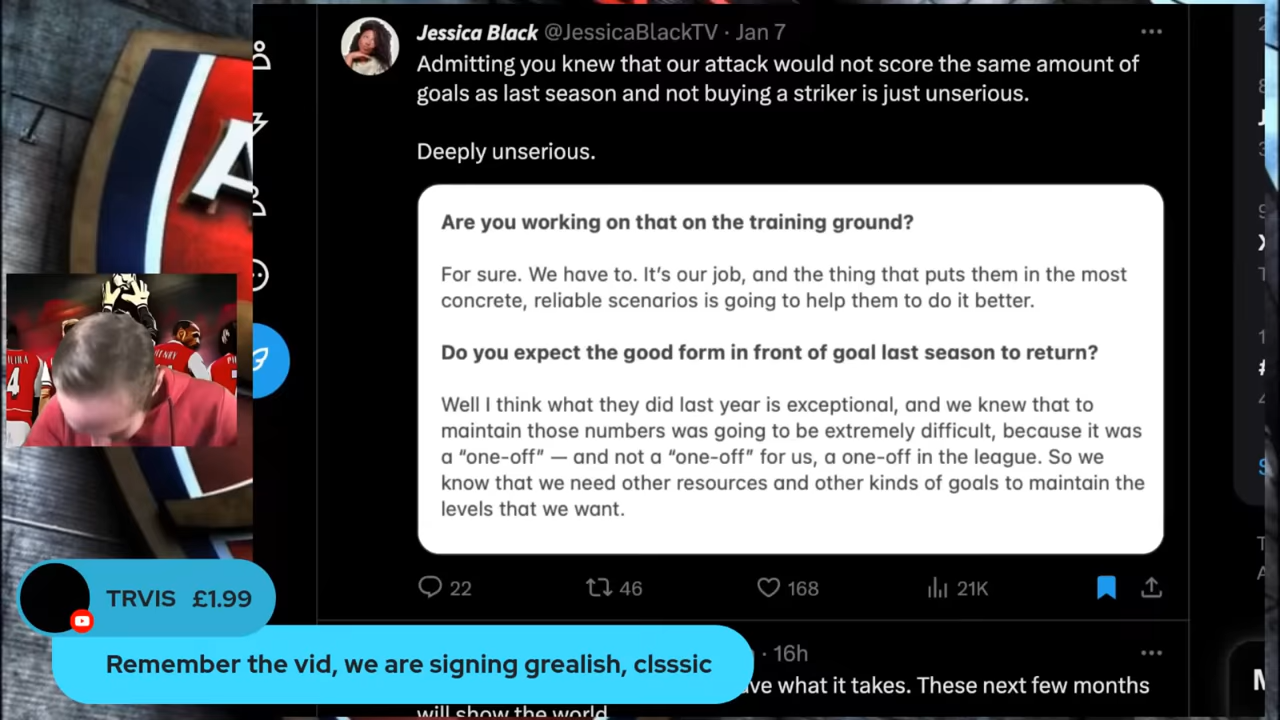 Jessica Black @JessicaBlackTV · Jan 7
Admitting you knew that our attack would not score the same amount of
goals as last season and not buying a striker is just unserious.
Deeply unserious.
Are you working on that on the training ground?
For sure. We have to. It's our job, and the thing that puts them in the most
concrete, reliable scenarios is going to help them to do it better.
Do you expect the good form in front of goal last season to return?
Well I think what they did last year is exceptional, and we knew that to
maintain those numbers was going to be extremely difficult, because it was
a “one-off” — and not a “one-off” for us, a one-off in the league. So we
know that we need other resources and other kinds of goals to maintain the
levels that we want.
22
46
168
21K
· 16h
what it takes. These next few months
will show the world
HENRY
4
TRVIS £1.99
Remember the vid, we are signing grealish, clsssic